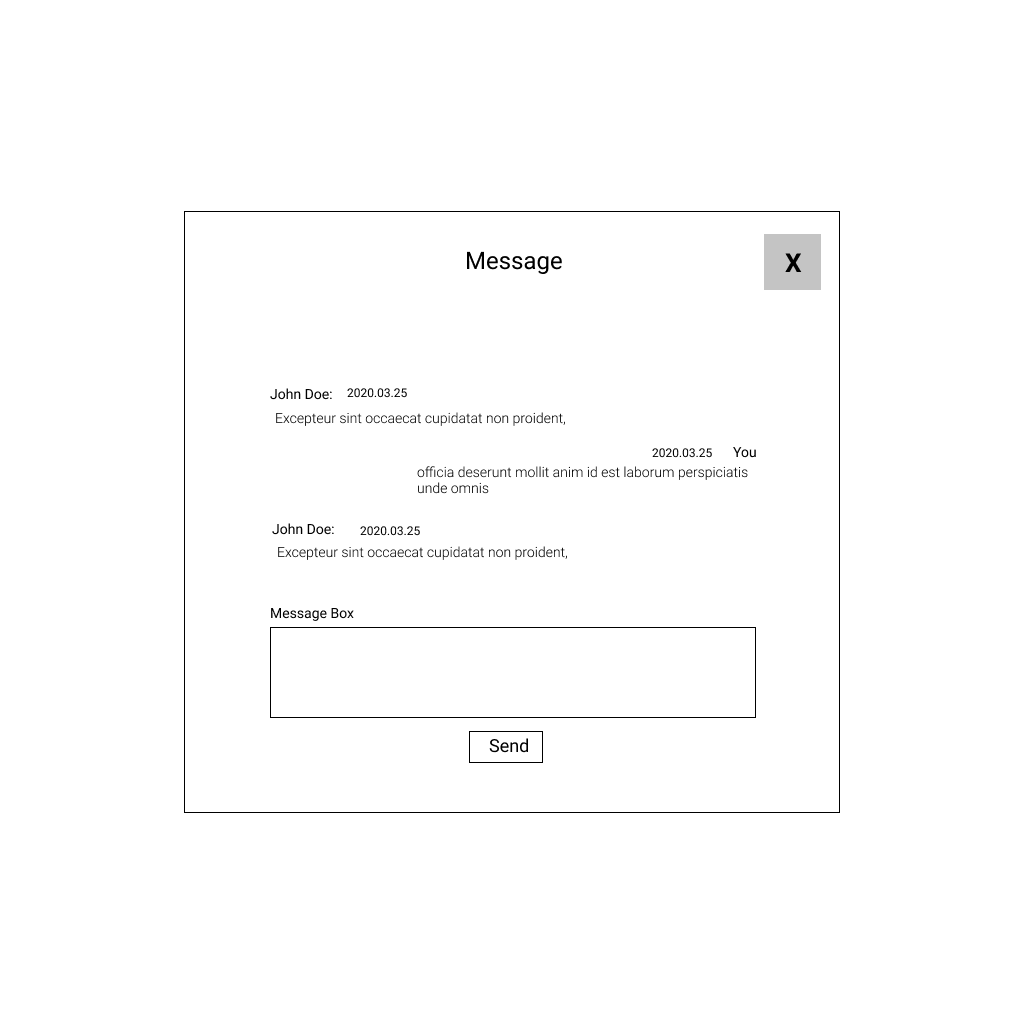 Message
X
John Doe: 2020.03.25
Excepteur sint occaecat cupidatat non proident,
2020.03.25 You
officia deserunt mollit anim id est laborum perspiciatis
unde omnis
John Doe: 2020.03.25
Excepteur sint occaecat cupidatat non proident,
Message Box
Send